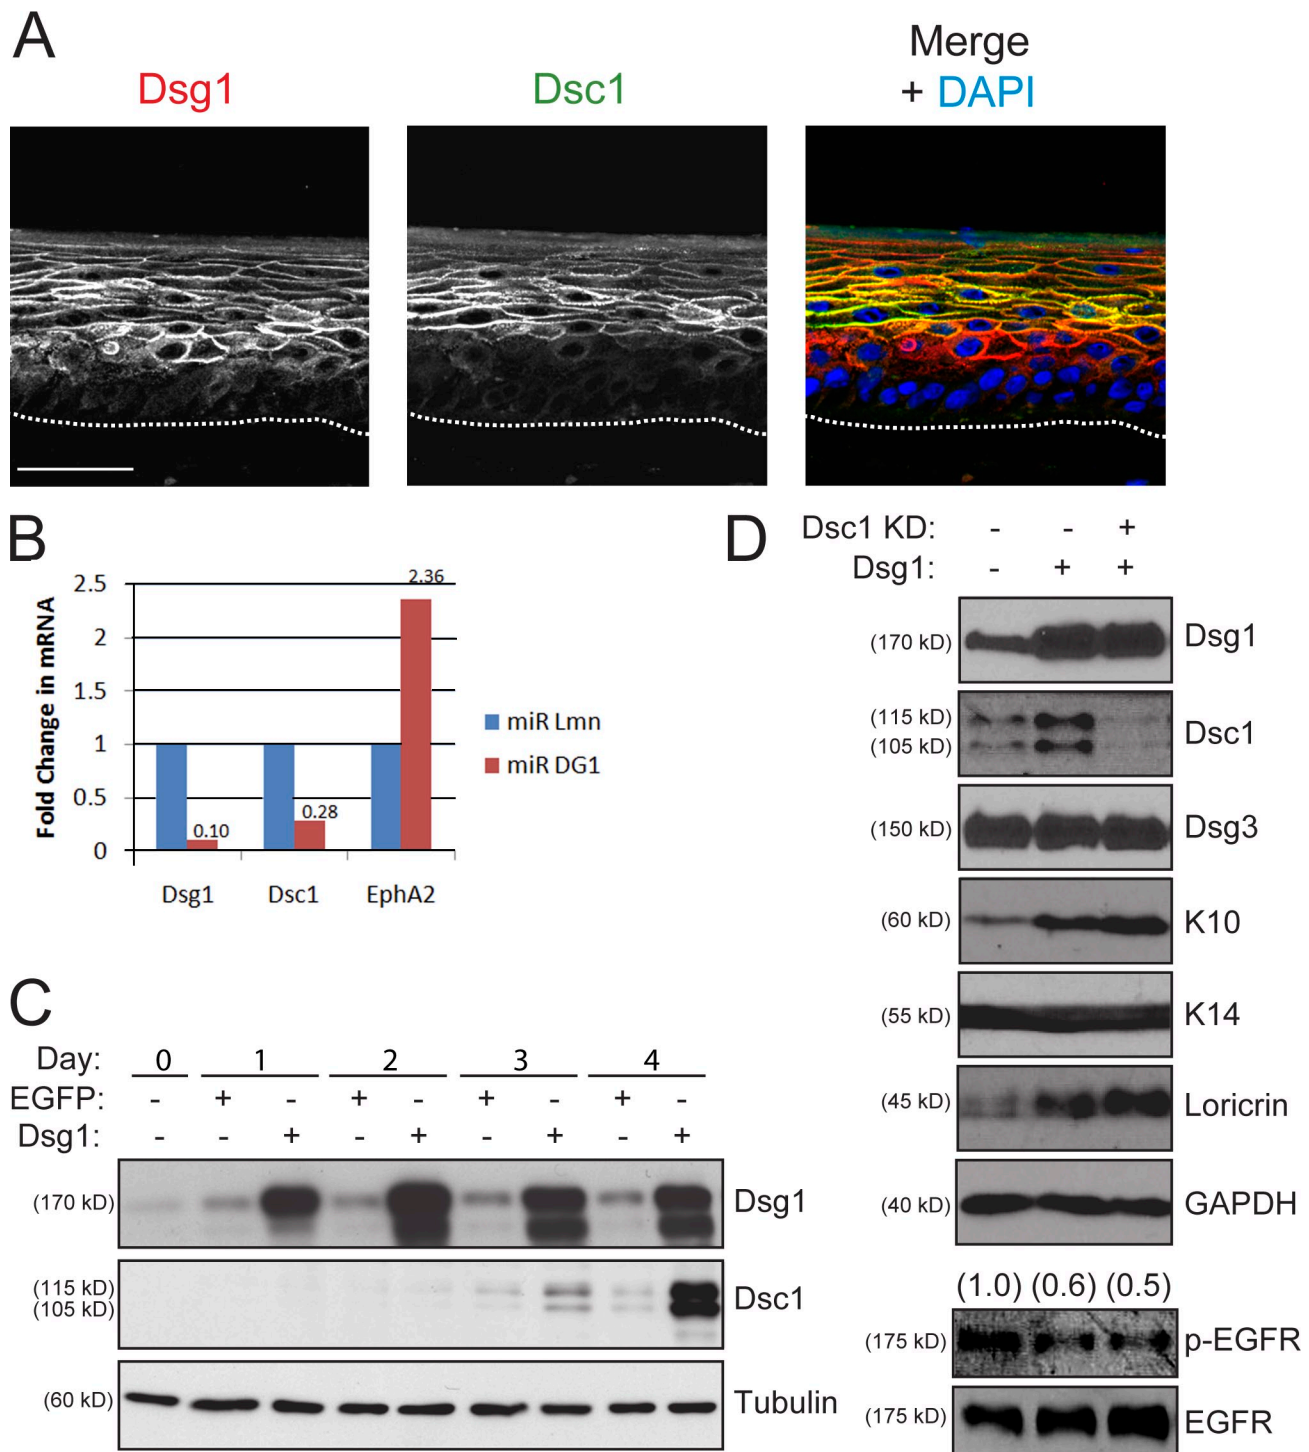 A
Dsg1
Dsc1
Merge
+ DAPI
B
Fold Change in mRNA
2.5
2
1.5
1
0.5
0
0.10
0.28
2.36
Dsg1
Dsc1
EphA2
miR Lmn
miR DG1
C
Day: 0 1 2 3 4
EGFP: - + - + - + - + -
Dsg1: - - + - + - + - +
(170 kD) Dsg1
(115 kD)
(105 kD)
Dsc1
(60 kD) Tubulin
D
Dsc1 KD: - - +
Dsg1: - + +
(170 kD) Dsg1
(115 kD)
(105 kD)
Dsc1
(150 kD) Dsg3
(60 kD) K10
(55 kD) K14
(45 kD) Loricrin
(40 kD) GAPDH
(1.0) (0.6) (0.5)
(175 kD) p-EGFR
(175 kD) EGFR